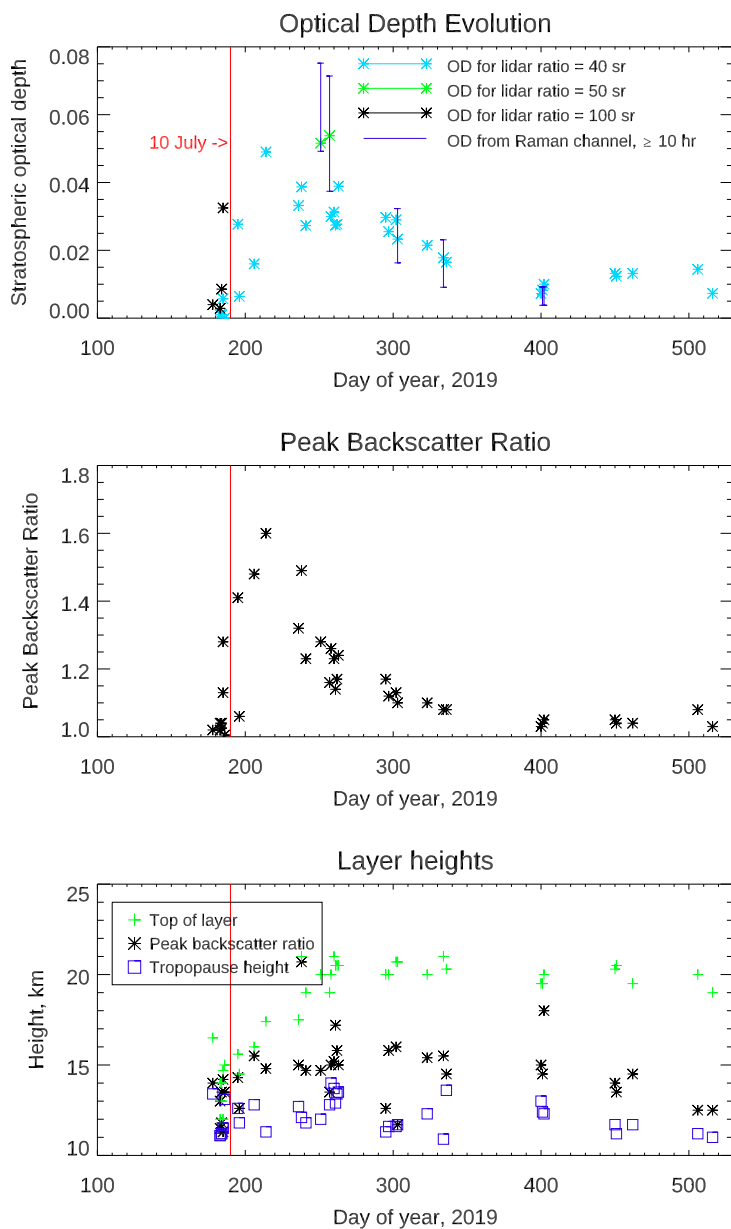 Optical Depth Evolution
0.08
0.06
0.04
0.02
0.00
Stratospheric optical depth
OD for lidar ratio = 40 sr
OD for lidar ratio = 50 sr
OD for lidar ratio = 100 sr
OD from Raman channel, ≥ 10 hr
10 July ->
100 200 300 400 500
Day of year, 2019
Peak Backscatter Ratio
1.8
1.6
1.4
1.2
1.0
Peak Backscatter Ratio
100 200 300 400 500
Day of year, 2019
Layer heights
25
20
15
10
Height, km
Top of layer
Peak backscatter ratio
Tropopause height
100 200 300 400 500
Day of year, 2019